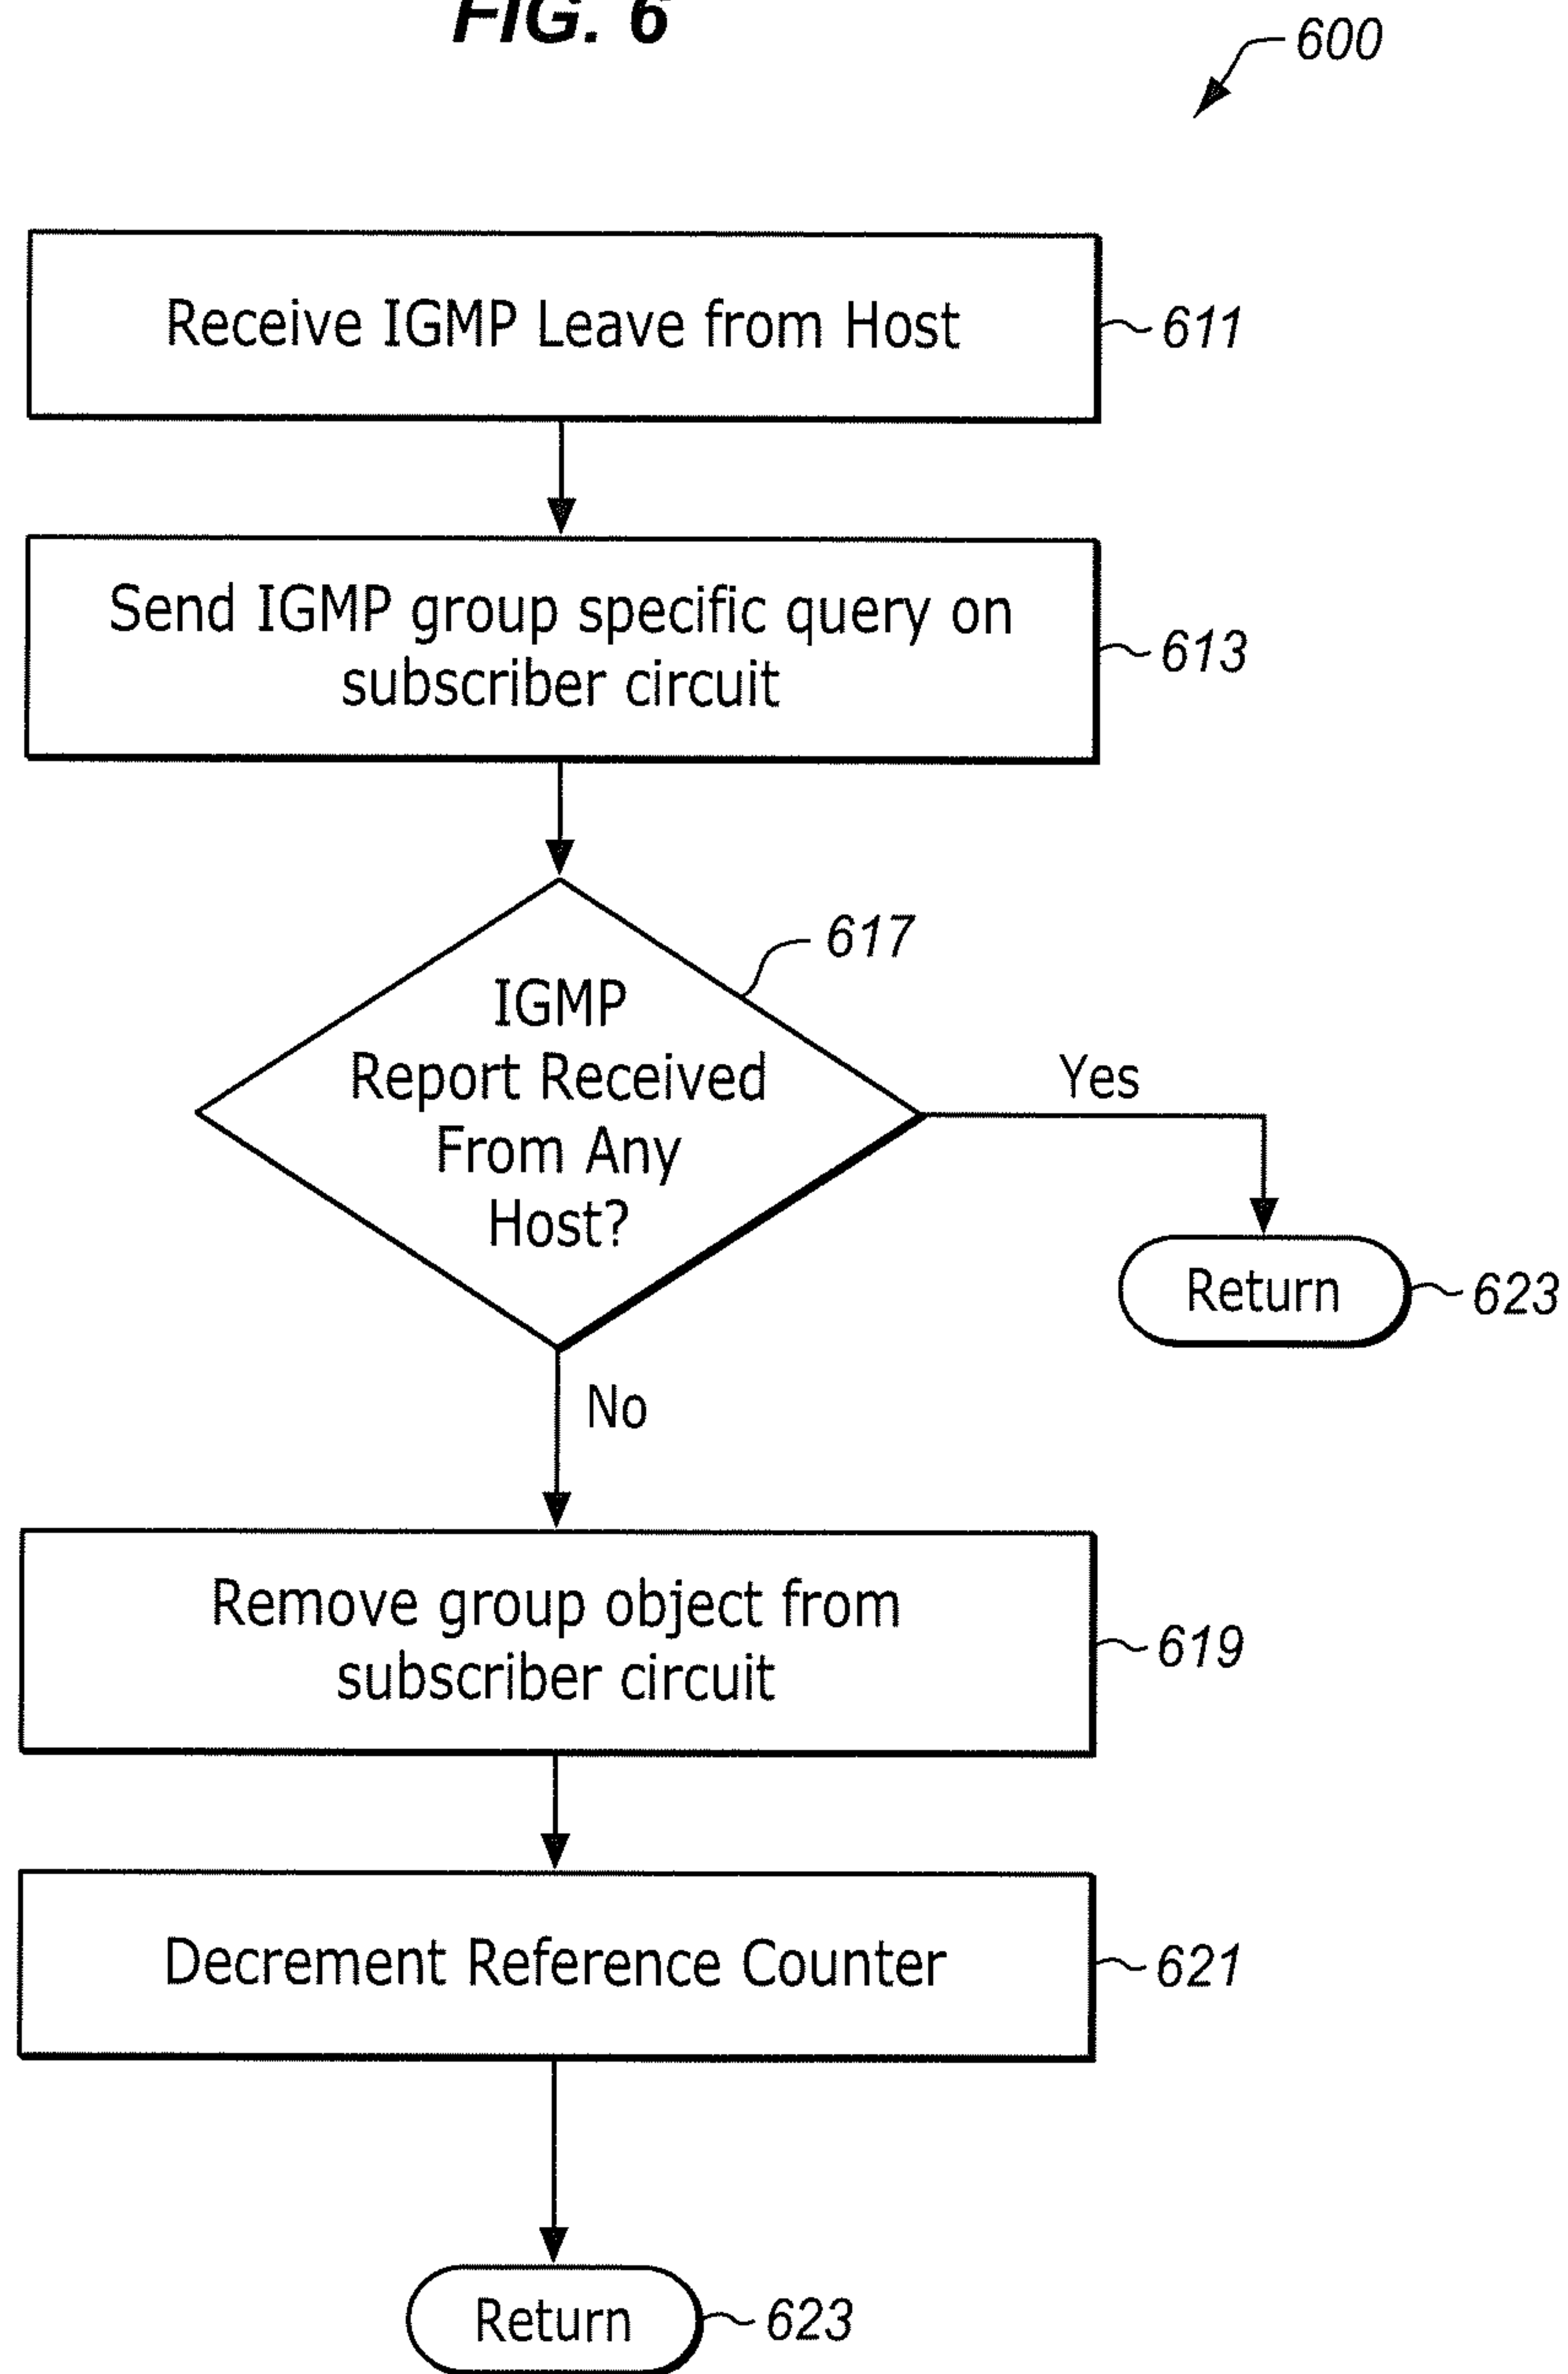 FIG. 6
600
Receive IGMP Leave from Host
611
Send IGMP group specific query on
subscriber circuit
613
617
IGMP
Report Received
From Any
Host?
Yes
Return
623
No
Remove group object from
subscriber circuit
619
Decrement Reference Counter
621
Return
623